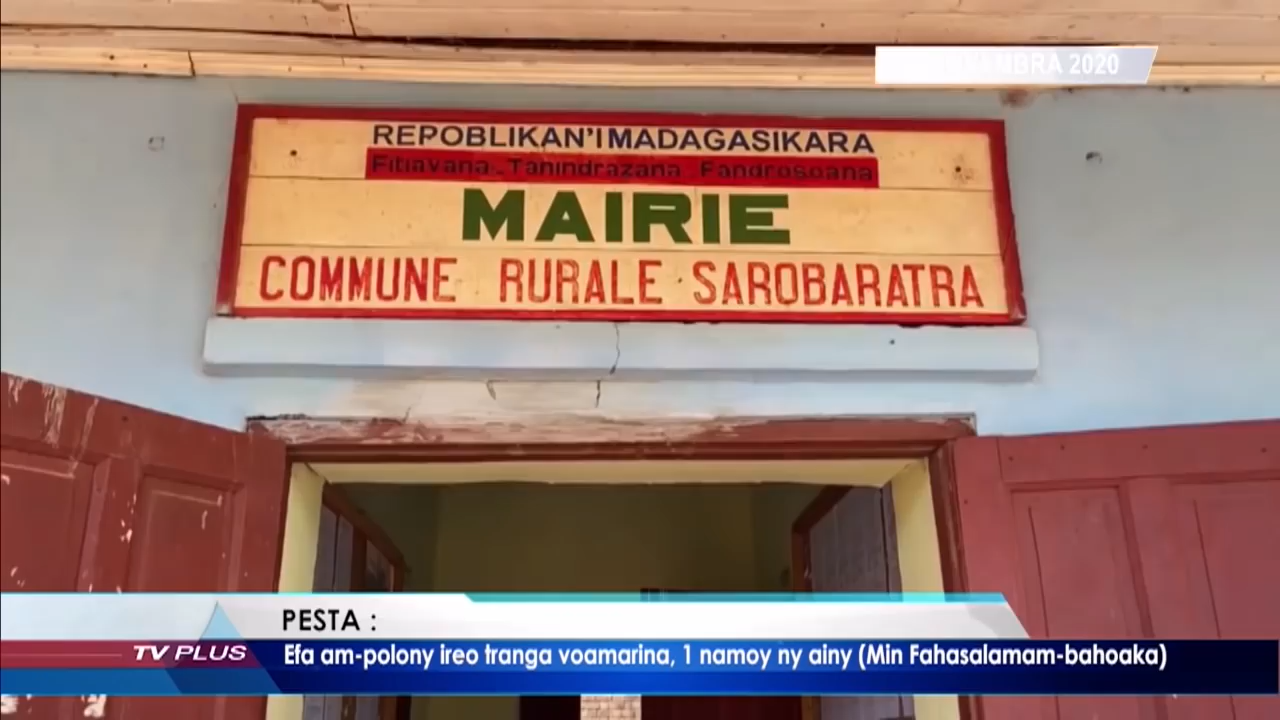 2020
REPOBLIKAN'I MADAGASIKARA
Fitiavana - Tanindrazana Fandrosoana
MAIRIE
COMMUNE RURALE SAROBARATRA
PESTA :
TV PLUS
Efa am-polony ireo tranga voamarina, 1 namoy ny ainy (Min Fahasalamam-bahoaka)